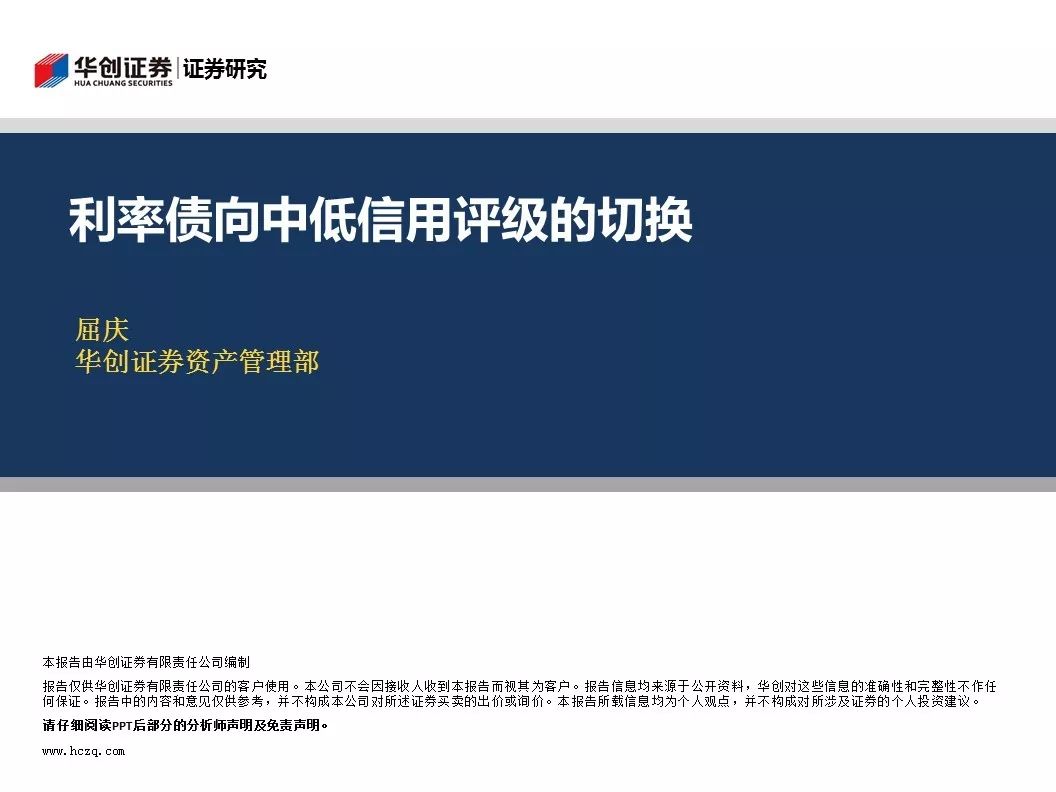 华创证券 证券研究
HUA CHUANG SECURITIES
利率债向中低信用评级的切换
屈庆
华创证券资产管理部
本报告由华创证券有限责任公司编制
报告仅供华创证券有限责任公司的客户使用。本公司不会因接收人收到本报告而视其为客户。报告信息均来源于公开资料，华创对这些信息的准确性和完整性不作任
何保证。报告中的内容和意见仅供参考，并不构成本公司对所述证券买卖的出价或询价。本报告所载信息均为个人观点，并不构成对所涉及证券的个人投资建议。
请仔细阅读PPT后部分的分析师声明及免责声明。
www.hczq.com